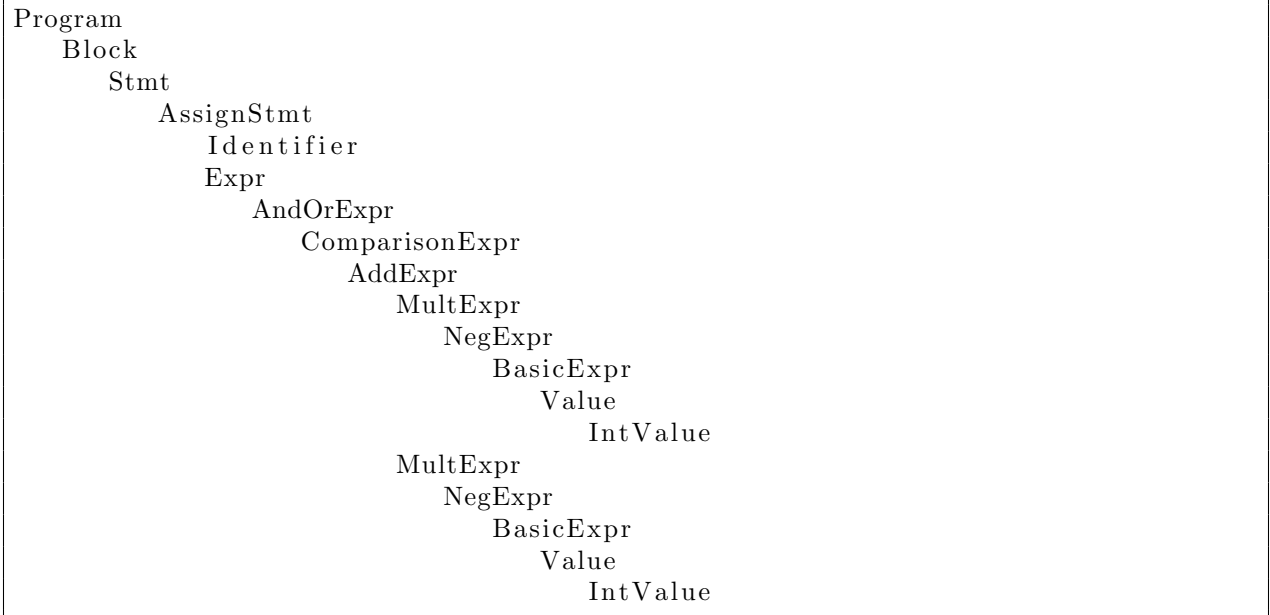 Program
Block
Stmt
AssignStmt
Identifier
Expr
AndOrExpr
ComparisonExpr
AddExpr
MultExpr
NegExpr
BasicExpr
Value
IntValue
MultExpr
NegExpr
BasicExpr
Value
IntValue